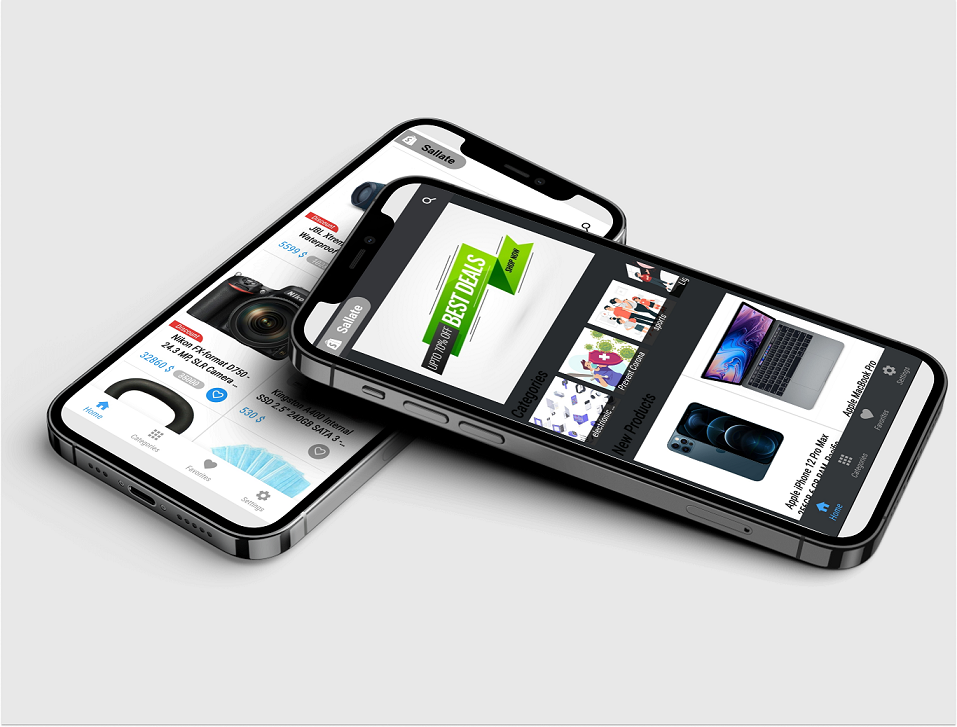 Sallate
Discount
JBL Xtrem
Waterproof
5599 $
Niko
Discount
Nikon FX-format D750 -
24.3 MP, SLR Camera ...
32860 $
Kingston A400 Internal
SSD 2.5" 240GB SATA 3 -...
530 $
Home
Categories
Favorites
Settings
Sallate
UPTO 70% OFF
BEST DEALS
SHOP NOW
Categories
electronic ...
Prevent Corona
sports
New Products
Apple MacBook Pro
Apple iPhone 12 Pro Max,
Home
Categories
Favorites
Settings